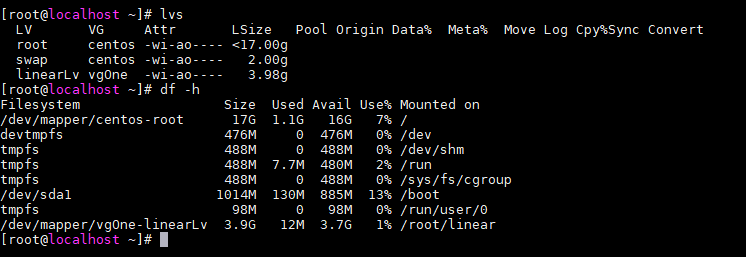 [root@localhost ~]# lvs
  LV       VG     Attr       LSize   Pool Origin Data%  Meta%  Move Log Cpy%Sync Convert
  root     centos -wi-ao---- <17.00g
  swap     centos -wi-ao----   2.00g
  linearLv vgOne  -wi-ao----   3.98g
[root@localhost ~]# df -h
Filesystem                  Size  Used Avail Use% Mounted on
/dev/mapper/centos-root      17G  1.1G   16G   7% /
devtmpfs                    476M     0  476M   0% /dev
tmpfs                       488M     0  488M   0% /dev/shm
tmpfs                       488M  7.7M  480M   2% /run
tmpfs                       488M     0  488M   0% /sys/fs/cgroup
/dev/sda1                  1014M  130M  885M  13% /boot
tmpfs                        98M     0   98M   0% /run/user/0
/dev/mapper/vgOne-linearLv  3.9G   12M  3.7G   1% /root/linear
[root@localhost ~]#